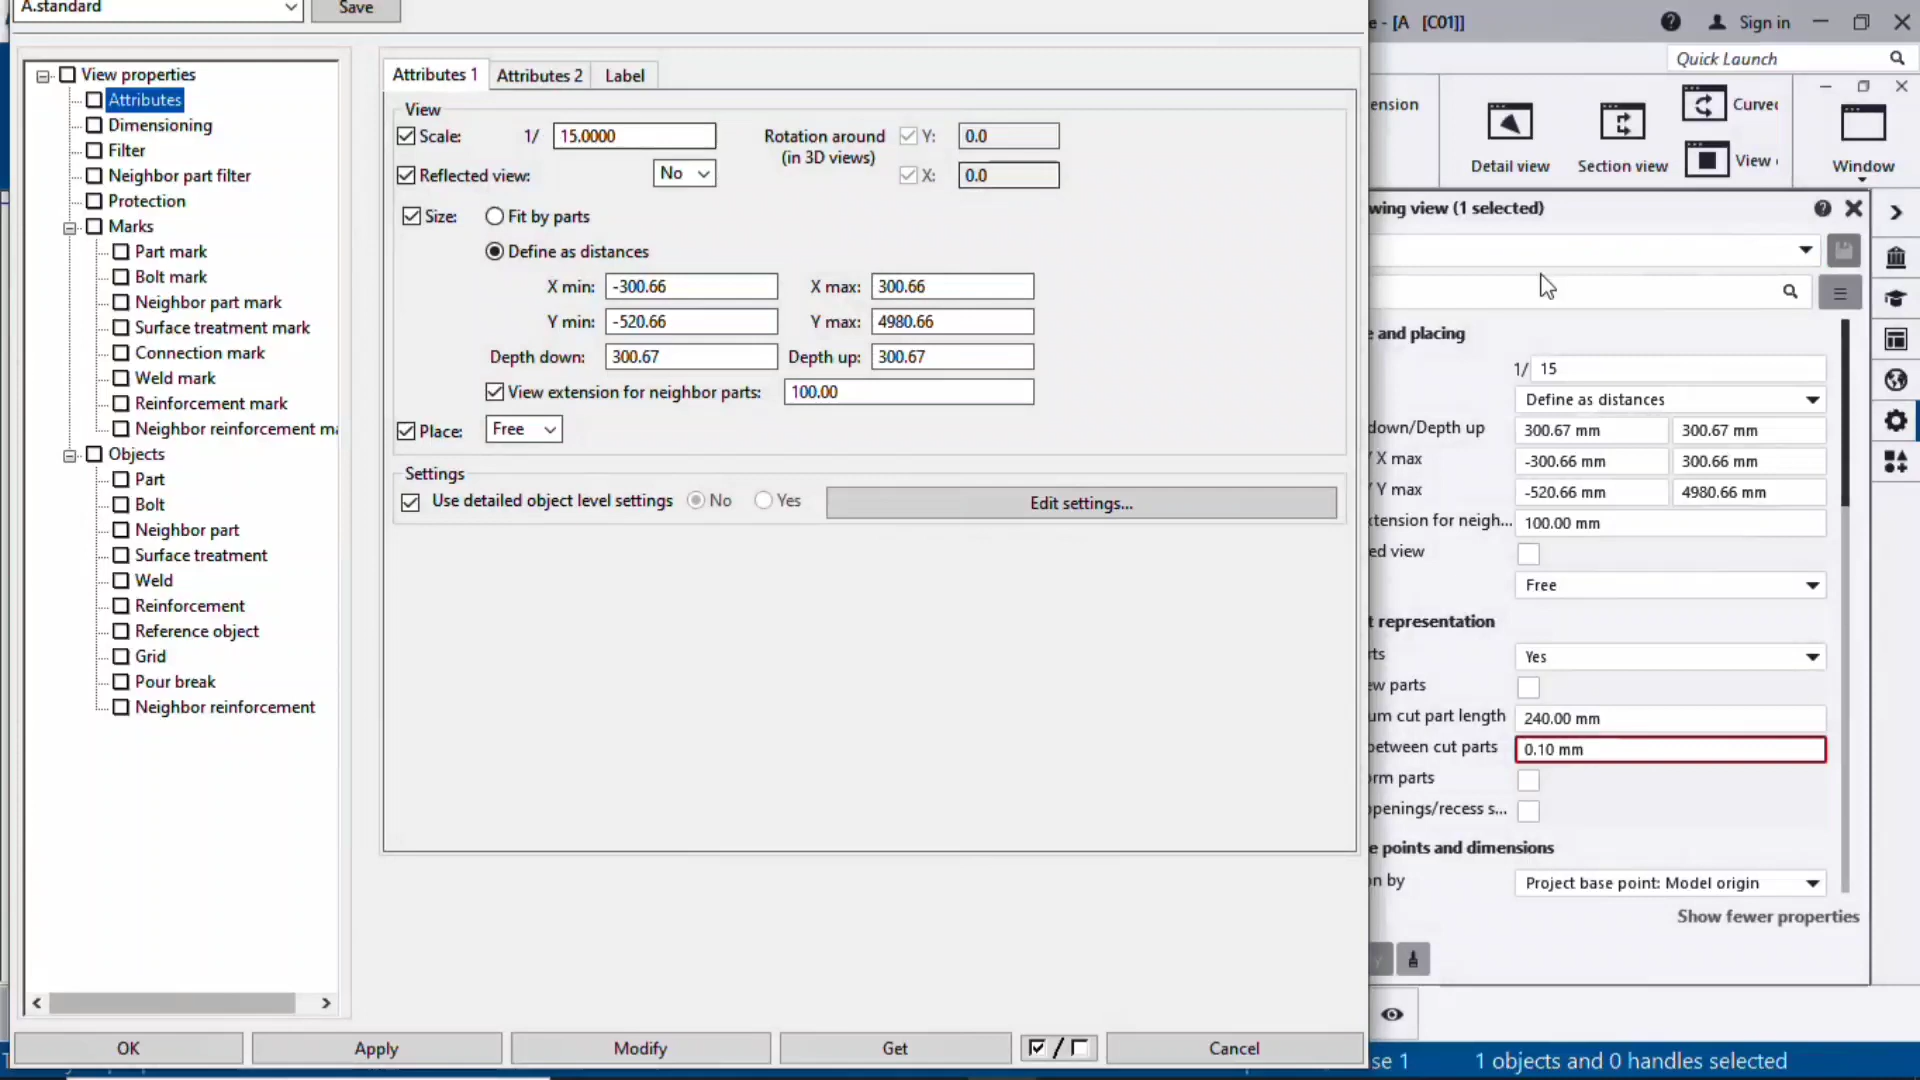 A.standard
Save
e - [A   [C01]]
Sign in
Quick Launch
ension
Detail view
Section view
Curve
View
Window
View properties
Attributes
Dimensioning
Filter
Neighbor part filter
Protection
Marks
Part mark
Bolt mark
Neighbor part mark
Surface treatment mark
Connection mark
Weld mark
Reinforcement mark
Neighbor reinforcement ma
Objects
Part
Bolt
Neighbor part
Surface treatment
Weld
Reinforcement
Reference object
Grid
Pour break
Neighbor reinforcement
Attributes 1
Attributes 2
Label
View
Scale: 1/ 15.0000
Rotation around
(in 3D views)
Y: 0.0
X: 0.0
Reflected view: No
Size: Fit by parts
Define as distances
X min: -300.66 X max: 300.66
Y min: -520.66 Y max: 4980.66
Depth down: 300.67 Depth up: 300.67
View extension for neighbor parts: 100.00
Place: Free
Settings
Use detailed object level settings No Yes Edit settings...
wing view (1 selected)
e and placing
1/ 15
Define as distances
down/Depth up 300.67 mm 300.67 mm
X max -300.66 mm 300.66 mm
Y max -520.66 mm 4980.66 mm
tension for neigh... 100.00 mm
ed view
Free
t representation
rts Yes
ew parts
um cut part length 240.00 mm
between cut parts 0.10 mm
orm parts
openings/recess s...
e points and dimensions
on by Project base point: Model origin
Show fewer properties
OK
Apply
Modify
Get
/
Cancel
se 1
1 objects and 0 handles selected